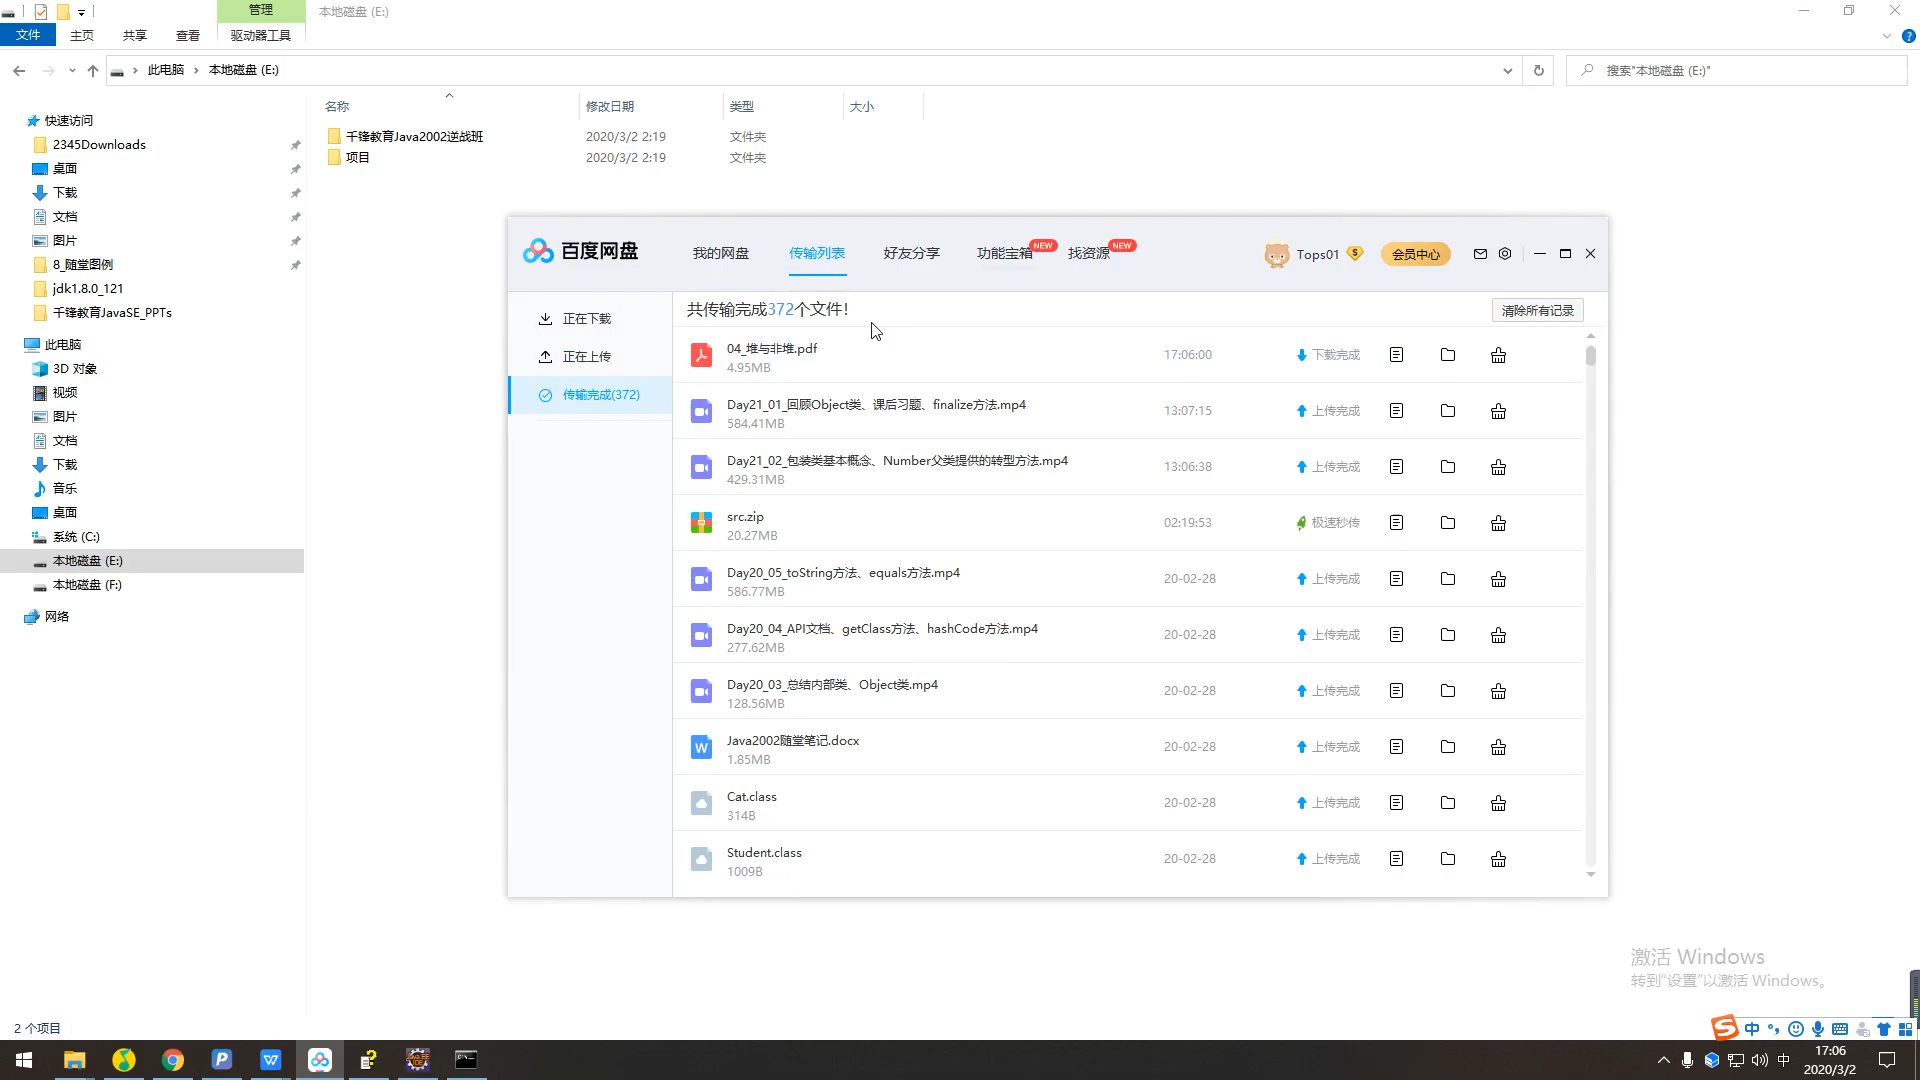 管理
本地磁盘 (E:)
文件
主页
共享
查看
驱动器工具
此电脑
本地磁盘 (E:)
搜索"本地磁盘 (E:)"
快速访问
2345Downloads
桌面
下载
文档
图片
8_随堂图例
jdk1.8.0_121
千锋教育JavaSE_PPTs
此电脑
3D 对象
视频
图片
文档
下载
音乐
桌面
系统 (C:)
本地磁盘 (E:)
本地磁盘 (F:)
网络
名称 修改日期 类型 大小
千锋教育Java2002逆战班 2020/3/2 2:19 文件夹
项目 2020/3/2 2:19 文件夹
百度网盘
我的网盘
传输列表
好友分享
功能宝箱 NEW
找资源 NEW
Tops01
会员中心
正在下载
正在上传
传输完成(372)
共传输完成372个文件！
清除所有记录
04_堆与非堆.pdf
4.95MB
17:06:00
下载完成
Day21_01_回顾Object类、课后习题、finalize方法.mp4
584.41MB
13:07:15
上传完成
Day21_02_包装类基本概念、Number父类提供的转型方法.mp4
429.31MB
13:06:38
上传完成
src.zip
20.27MB
02:19:53
极速秒传
Day20_05_toString方法、equals方法.mp4
586.77MB
20-02-28
上传完成
Day20_04_API文档、getClass方法、hashCode方法.mp4
277.62MB
20-02-28
上传完成
Day20_03_总结内部类、Object类.mp4
128.56MB
20-02-28
上传完成
Java2002随堂笔记.docx
1.85MB
20-02-28
上传完成
Cat.class
314B
20-02-28
上传完成
Student.class
1009B
20-02-28
上传完成
激活 Windows
转到"设置"以激活 Windows。
2 个项目
中
中
17:06
2020/3/2